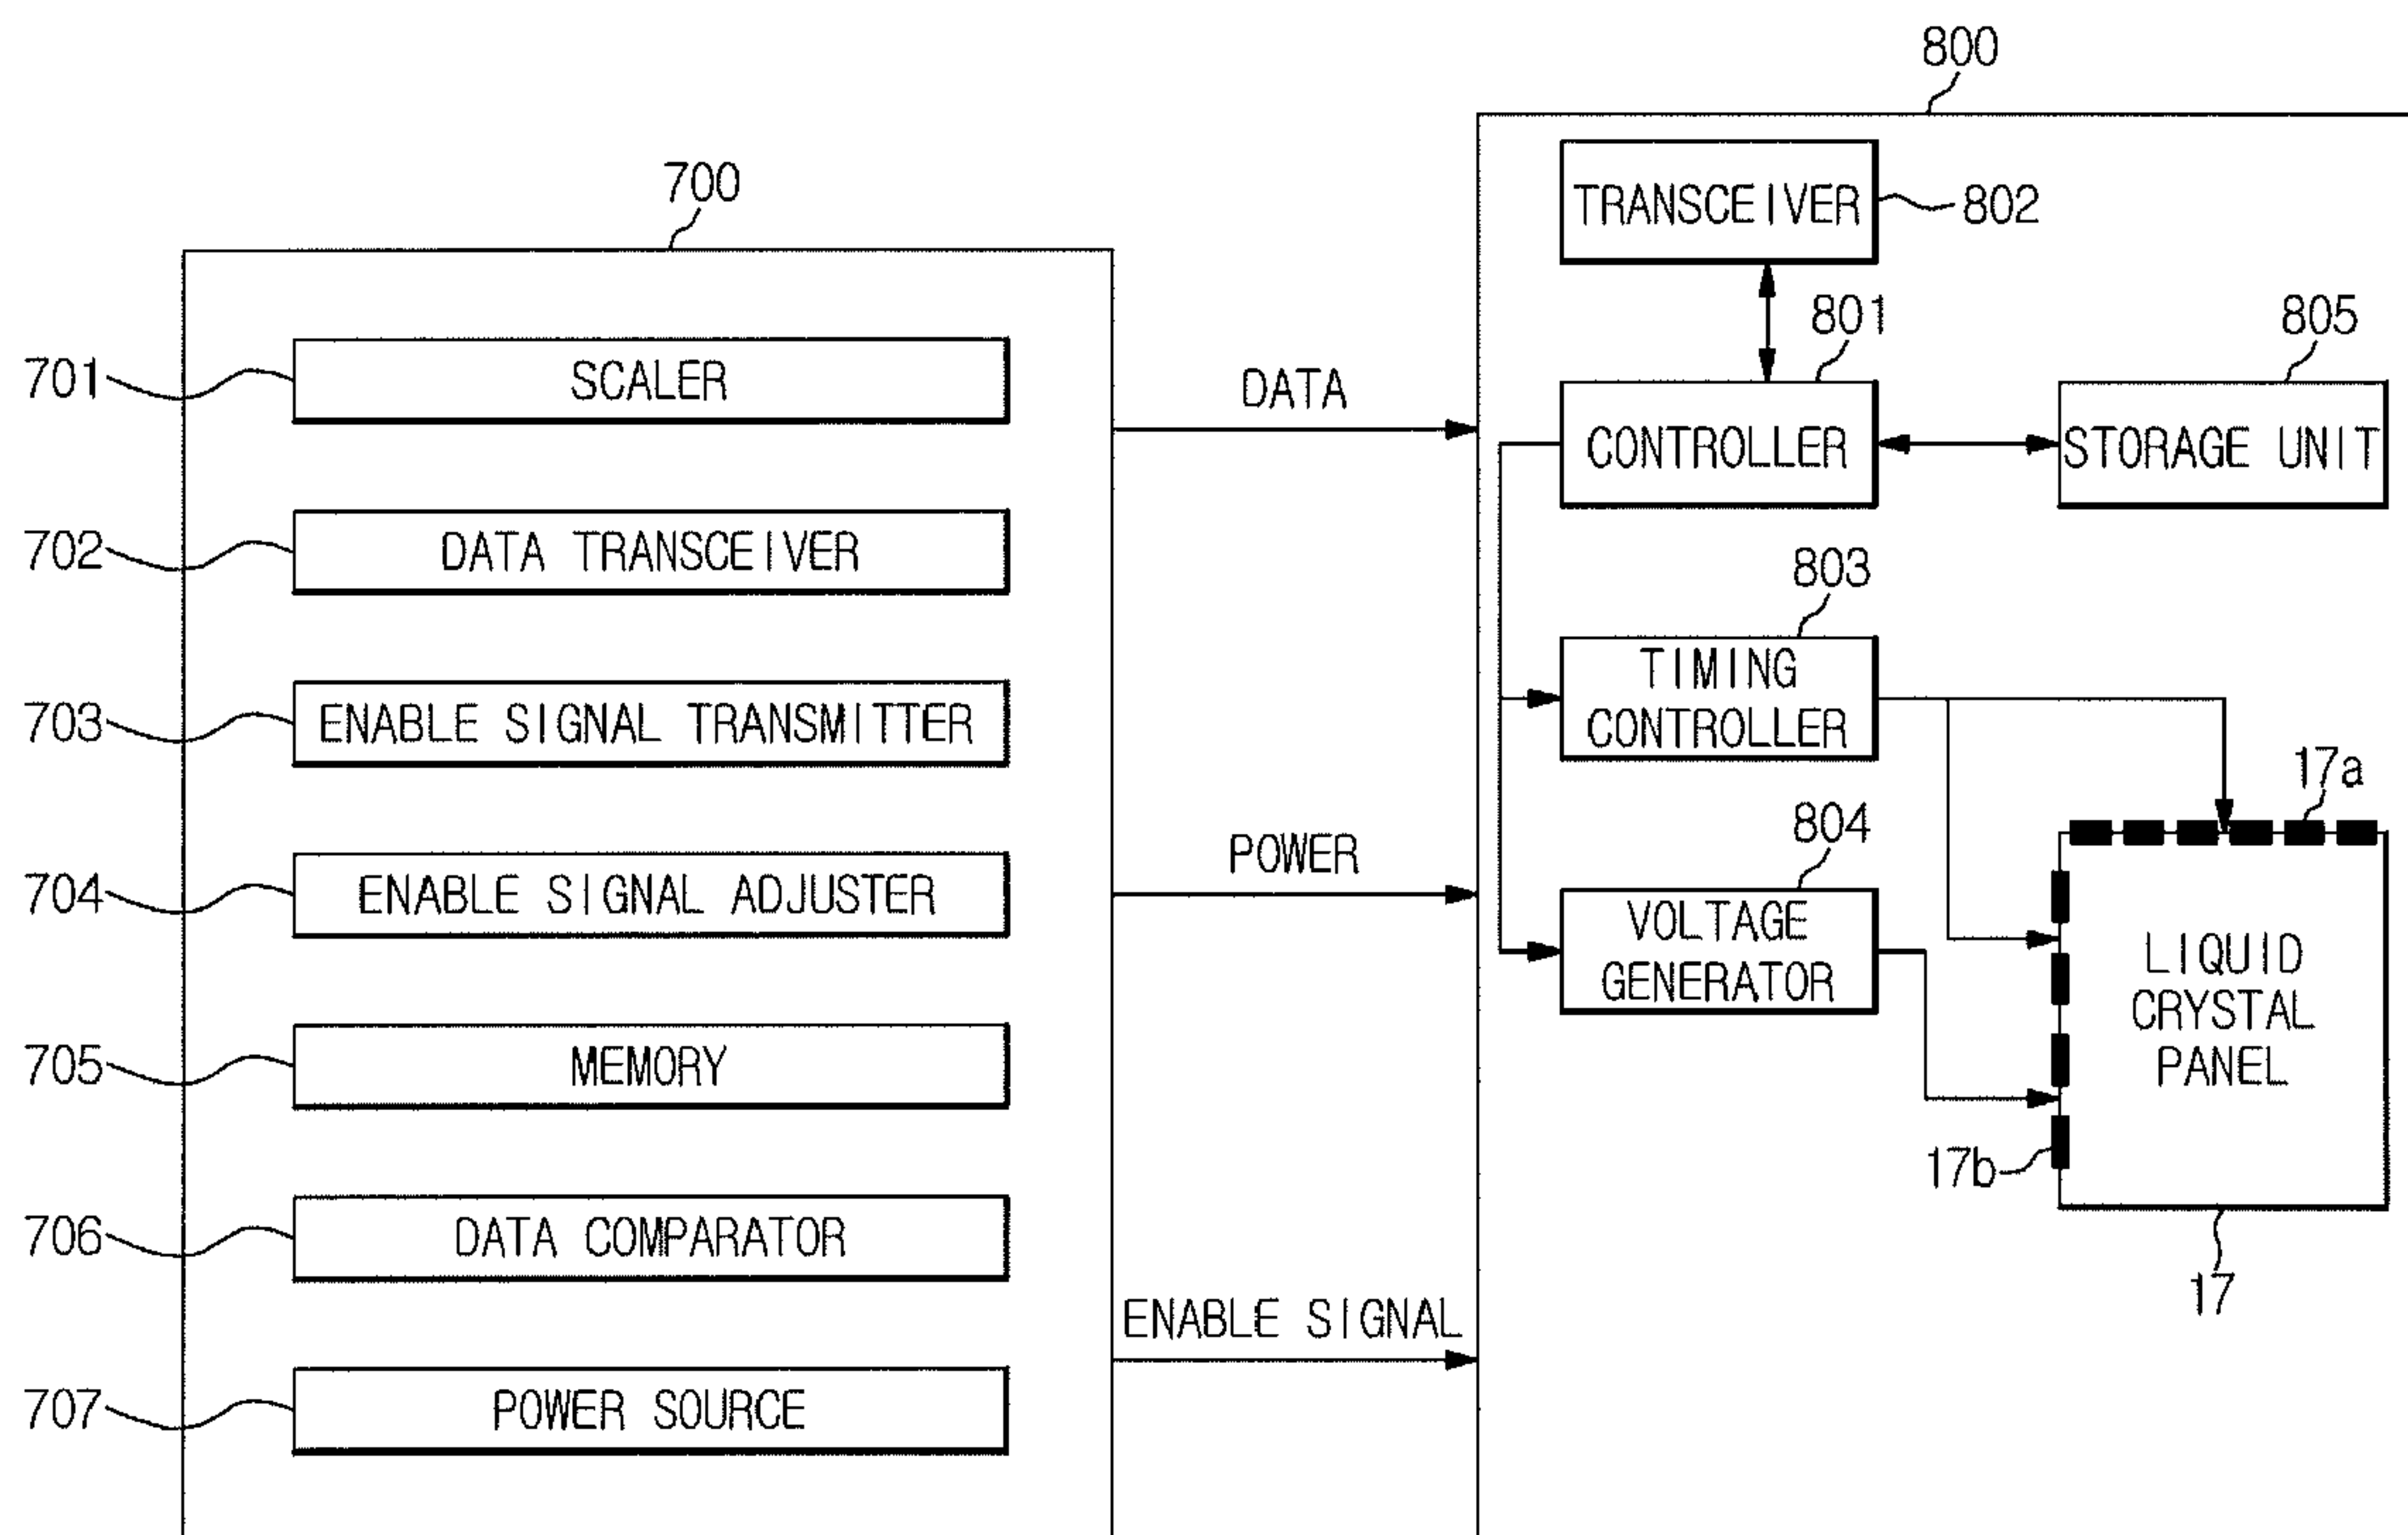 700
701
SCALER
702
DATA TRANSCEIVER
703
ENABLE SIGNAL TRANSMITTER
704
ENABLE SIGNAL ADJUSTER
705
MEMORY
706
DATA COMPARATOR
707
POWER SOURCE
DATA
POWER
ENABLE SIGNAL
800
TRANSCEIVER
802
801
CONTROLLER
805
STORAGE UNIT
803
TIMING
CONTROLLER
804
VOLTAGE
GENERATOR
17a
LIQUID
CRYSTAL
PANEL
17b
17